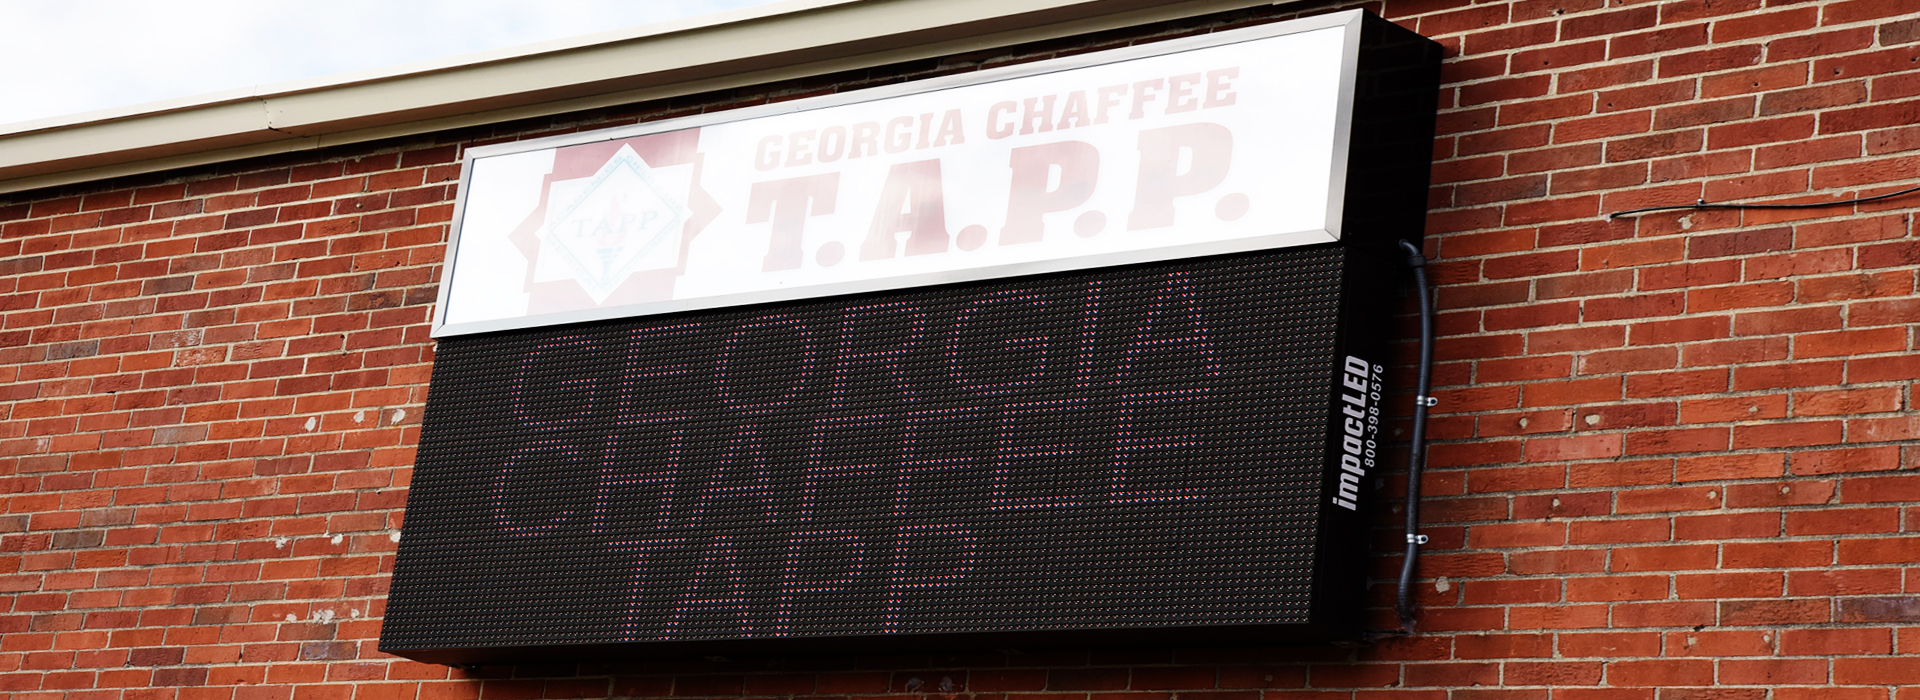 TAPP
GEORGIA CHAFFEE
T.A.P.P.
GEORGIA
CHAFFEE
TAPP
impactLED
800-398-0576